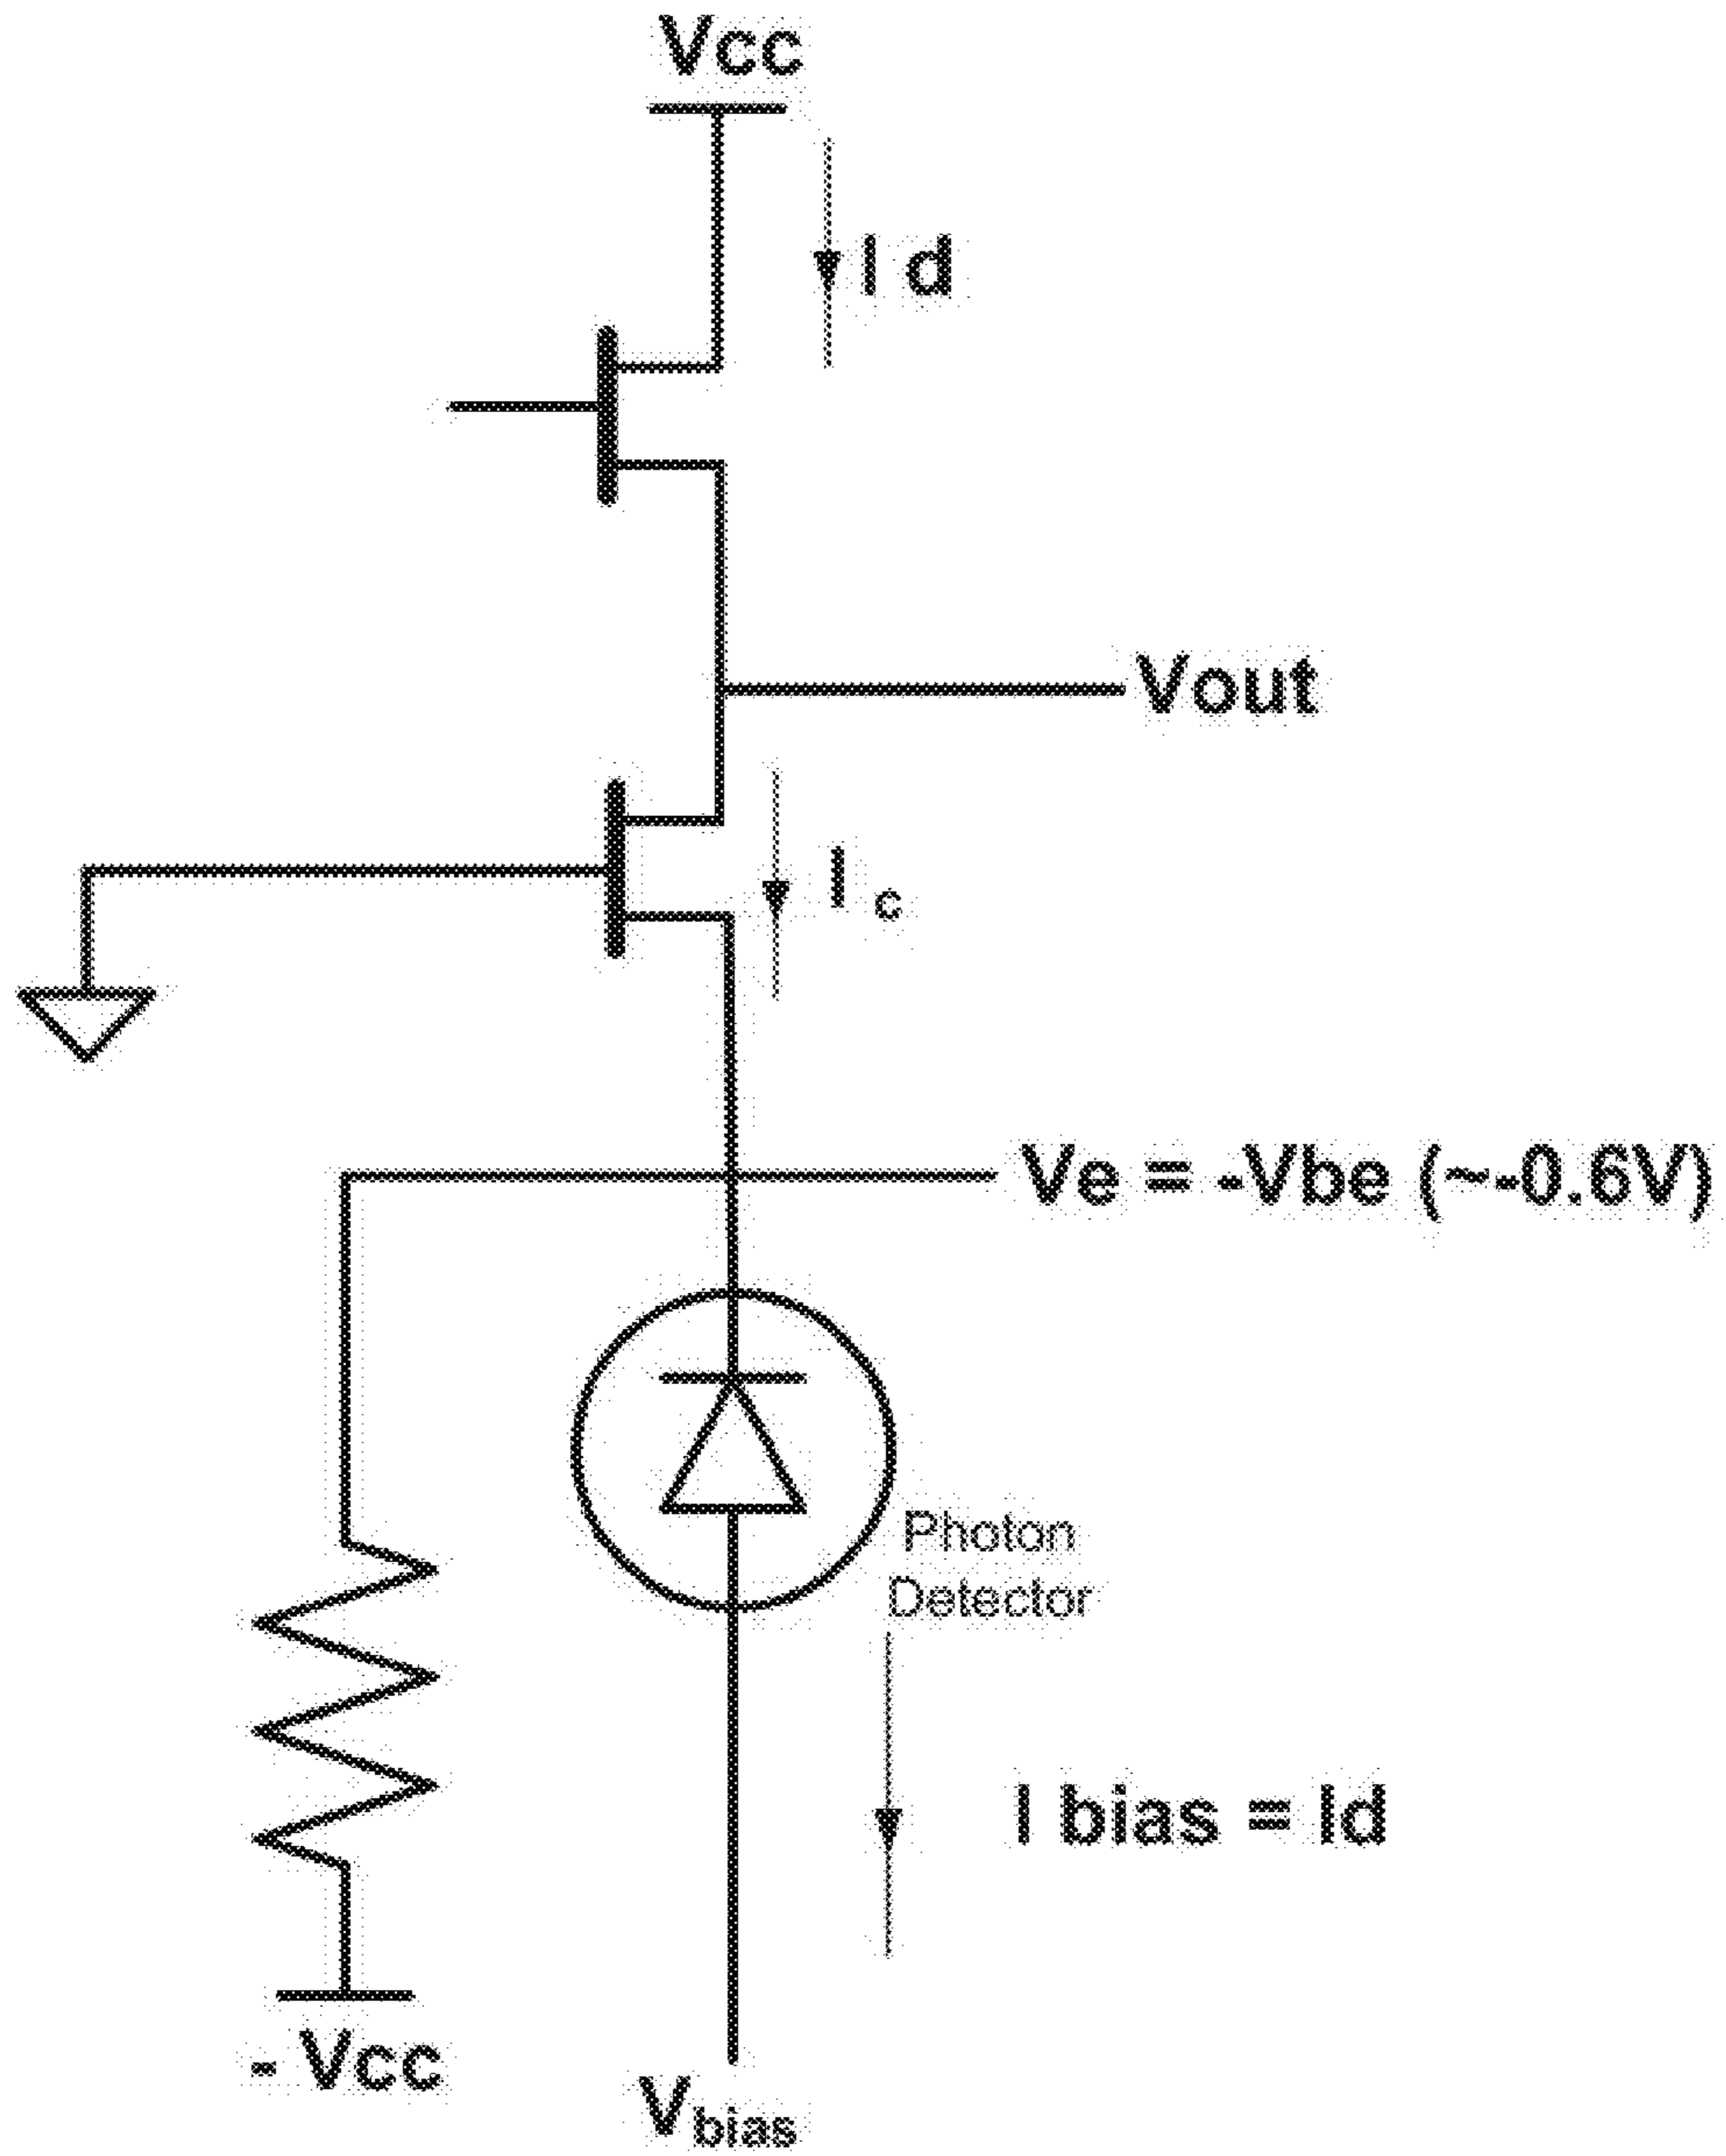 Vcc
I d
Vout
I c
Ve = -Vbe (~-0.6V)
Photon
Detector
I bias = Id
- Vcc
Vbias